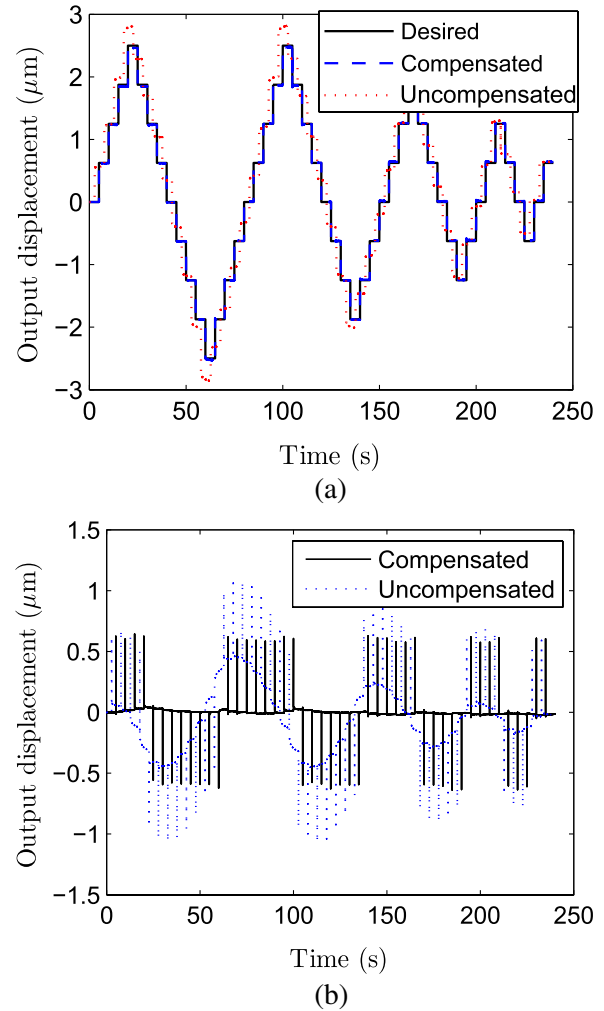 3
2
1
0
−1
−2
−3
Output displacement (μm)
Desired
Compensated
Uncompensated
0 50 100 150 200 250
Time (s)
(a)
1.5
1
0.5
0
−0.5
−1
−1.5
Output displacement (μm)
Compensated
Uncompensated
0 50 100 150 200 250
Time (s)
(b)